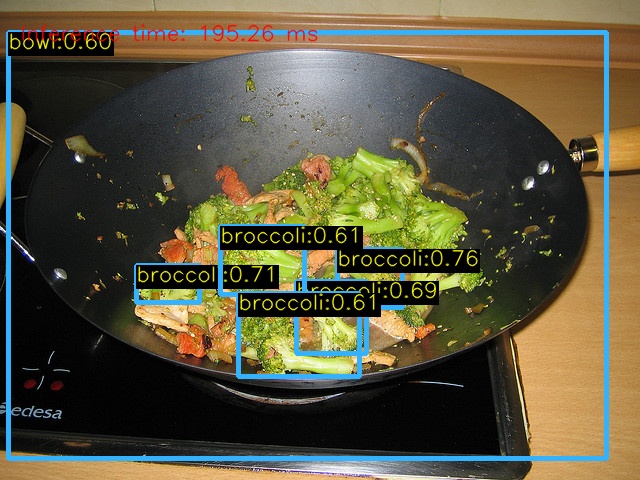 Inference time: 195.26 ms
bowl:0.60
broccoli:0.61
broccoli:0.76
broccoli:0.71
broccoli:0.69
broccoli:0.61
edesa